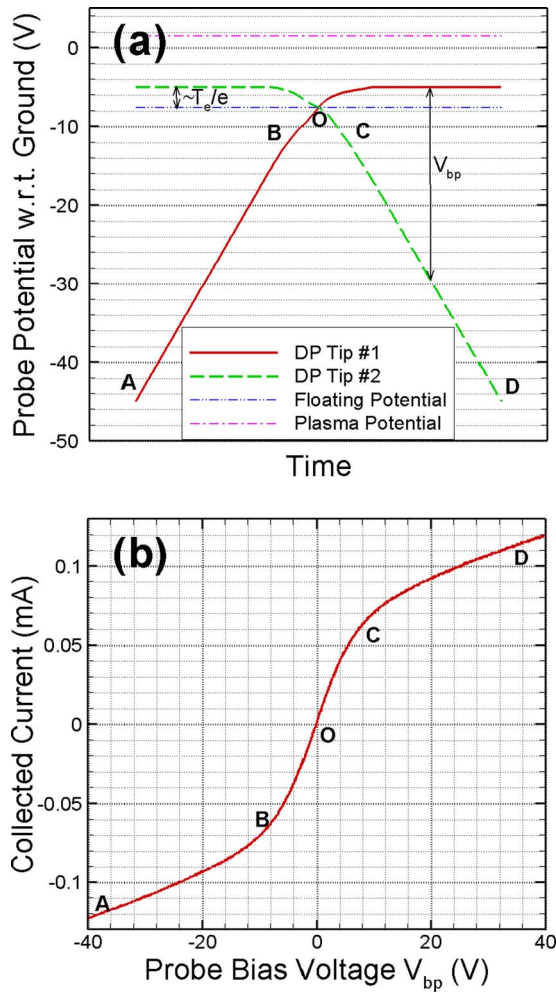 (a)
Probe Potential w.r.t. Ground (V)
0
-10
-20
-30
-40
-50
~Tₑ/e
B
O
C
V_bp
A
D
DP Tip #1
DP Tip #2
Floating Potential
Plasma Potential
Time
(b)
Collected Current (mA)
0.1
0.05
0
-0.05
-0.1
D
C
O
B
A
-40
-20
0
20
40
Probe Bias Voltage V_bp (V)